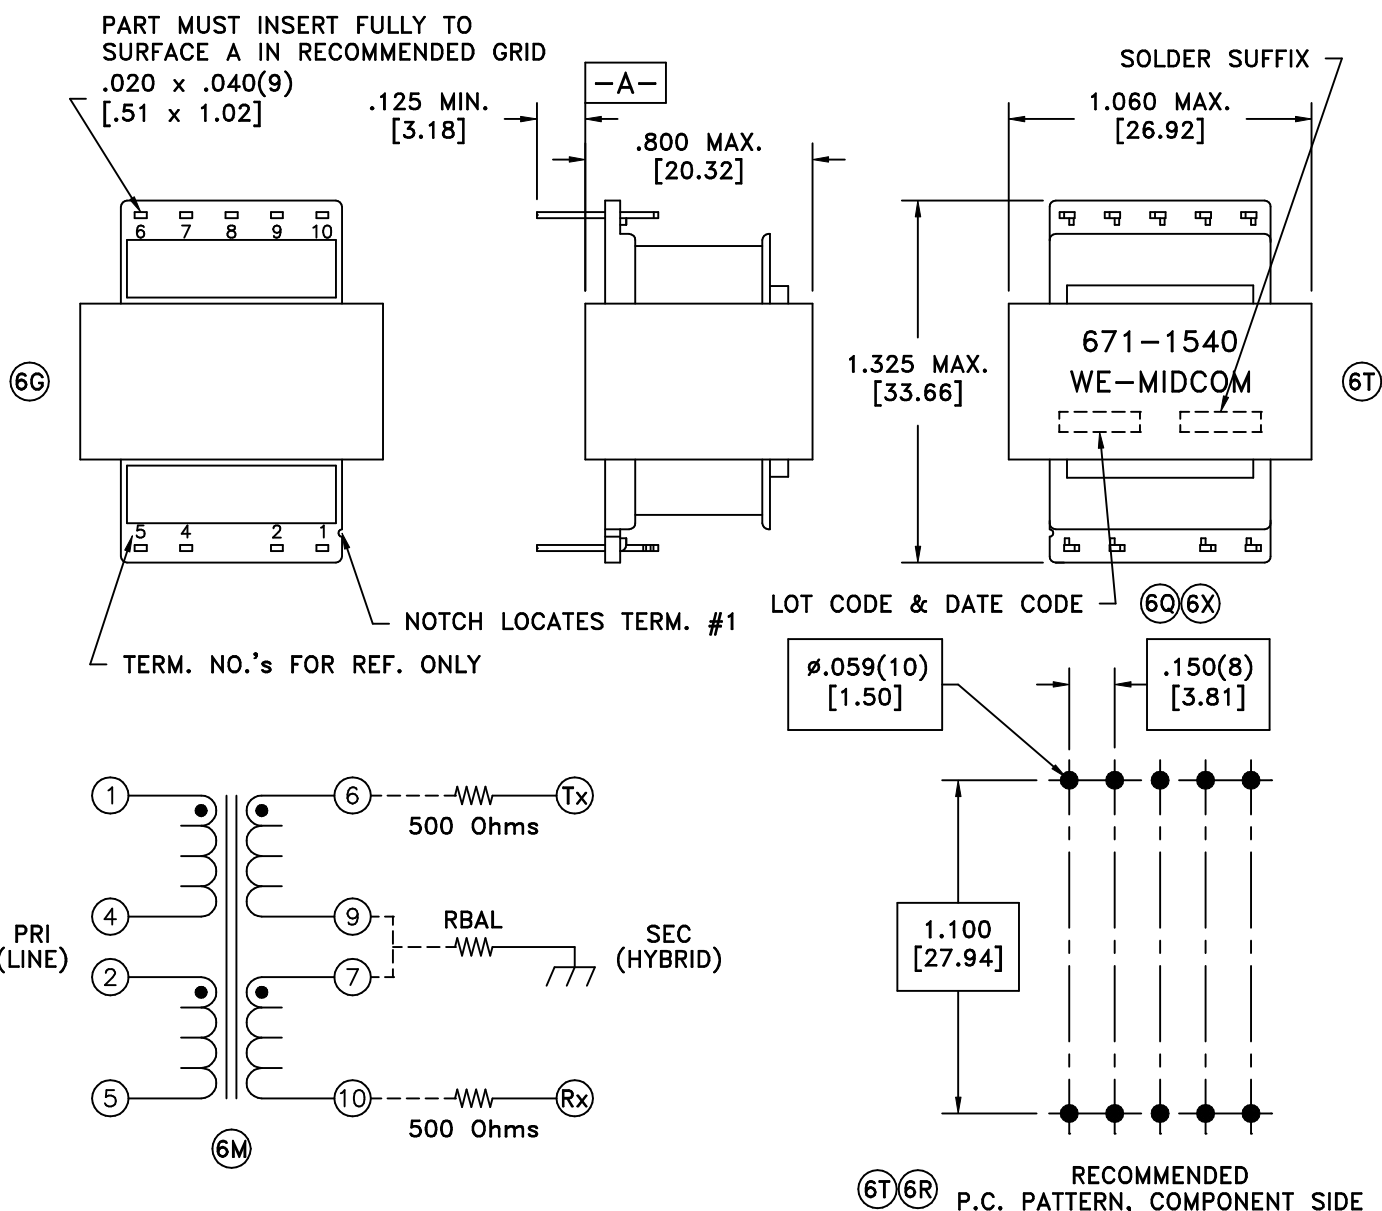 PART MUST INSERT FULLY TO
SURFACE A IN RECOMMENDED GRID
.020 x .040(9)
[.51 x 1.02]
.125 MIN.
[3.18]
-A-
.800 MAX.
[20.32]
SOLDER SUFFIX
1.060 MAX.
[26.92]
6 7 8 9 10
6G
5 4 2 1
1.325 MAX.
[33.66]
671-1540
WE-MIDCOM
6T
NOTCH LOCATES TERM. #1
TERM. NO.'s FOR REF. ONLY
LOT CODE & DATE CODE
6Q 6X
ø.059(10)
[1.50]
.150(8)
[3.81]
1 6 Tx
500 Ohms
4 9
RBAL
PRI
(LINE)
SEC
(HYBRID)
2 7
5 10 Rx
500 Ohms
6M
1.100
[27.94]
6T 6R
RECOMMENDED
P.C. PATTERN, COMPONENT SIDE